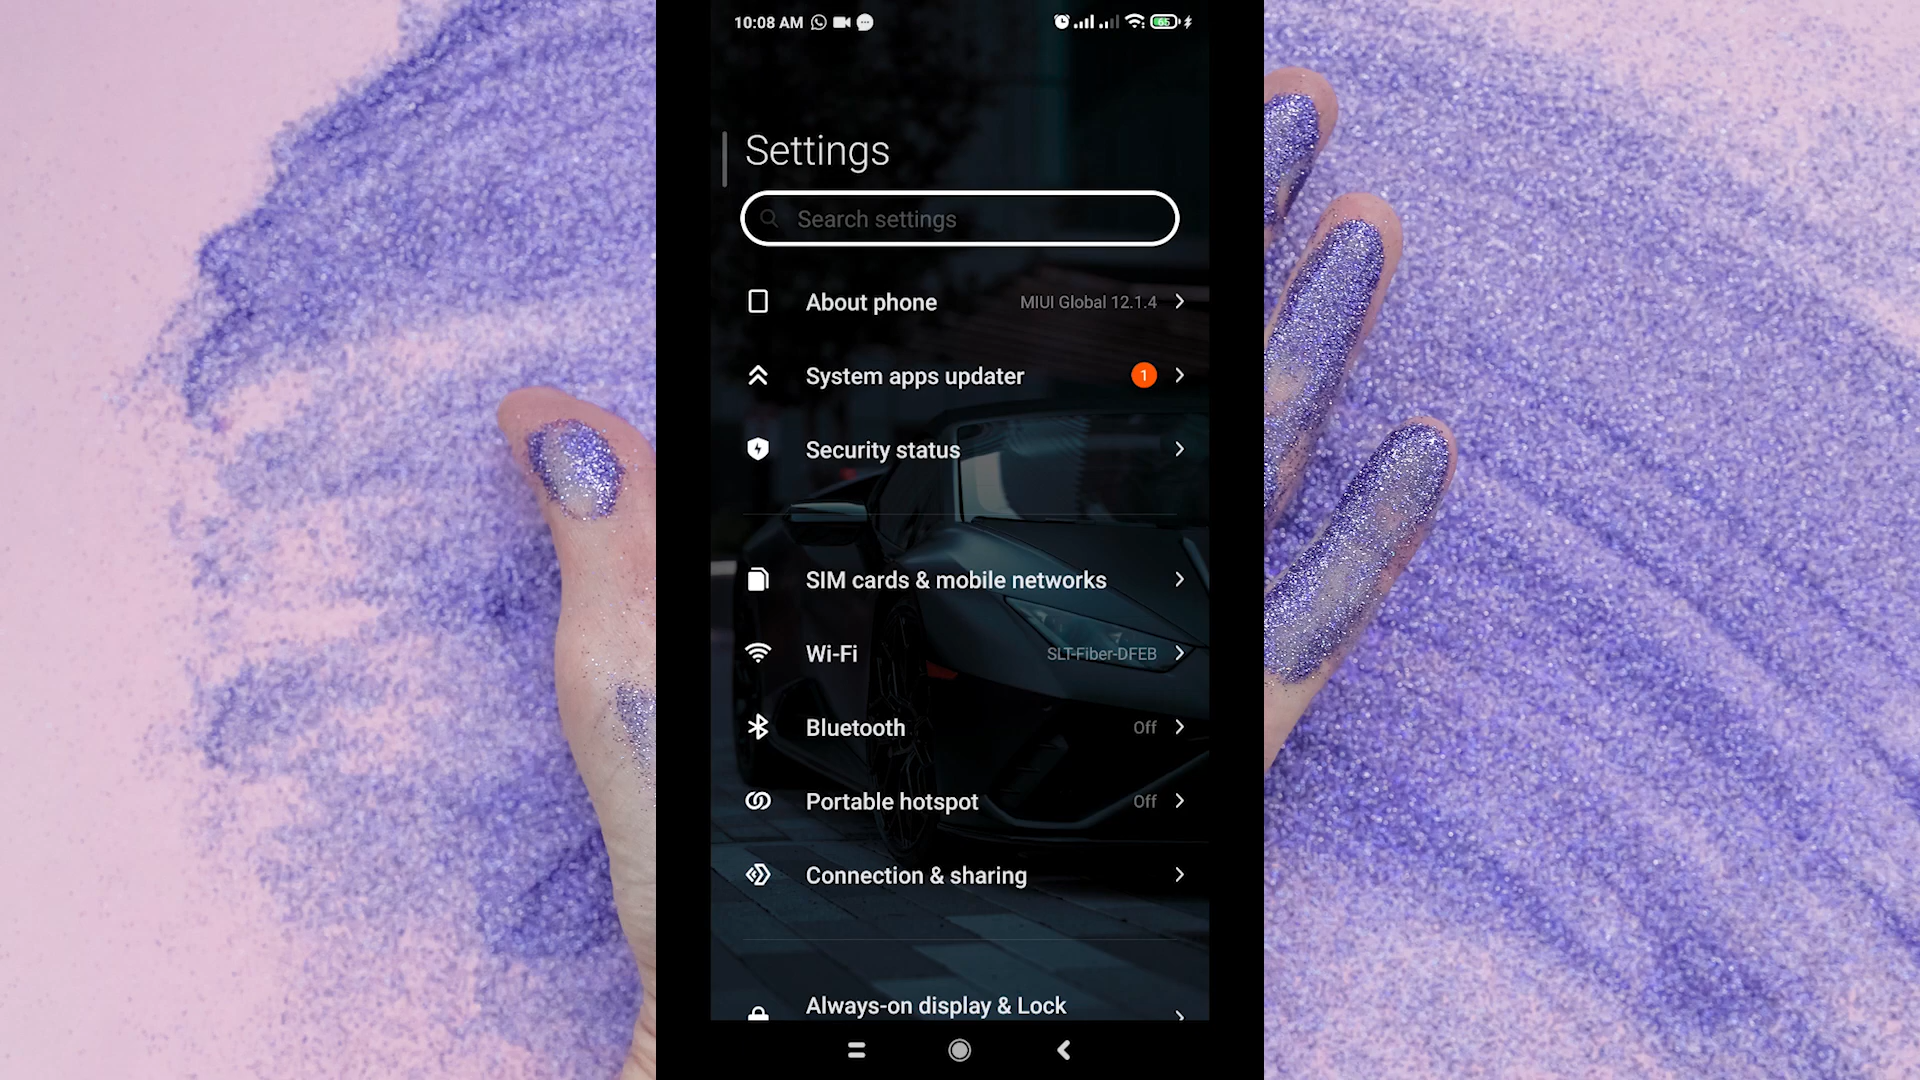 10:08 AM
65
Settings
Search settings
About phone MIUI Global 12.1.4
System apps updater 1
Security status
SIM cards & mobile networks
Wi-Fi SLT-Fiber-DFEB
Bluetooth Off
Portable hotspot Off
Connection & sharing
Always-on display & Lock